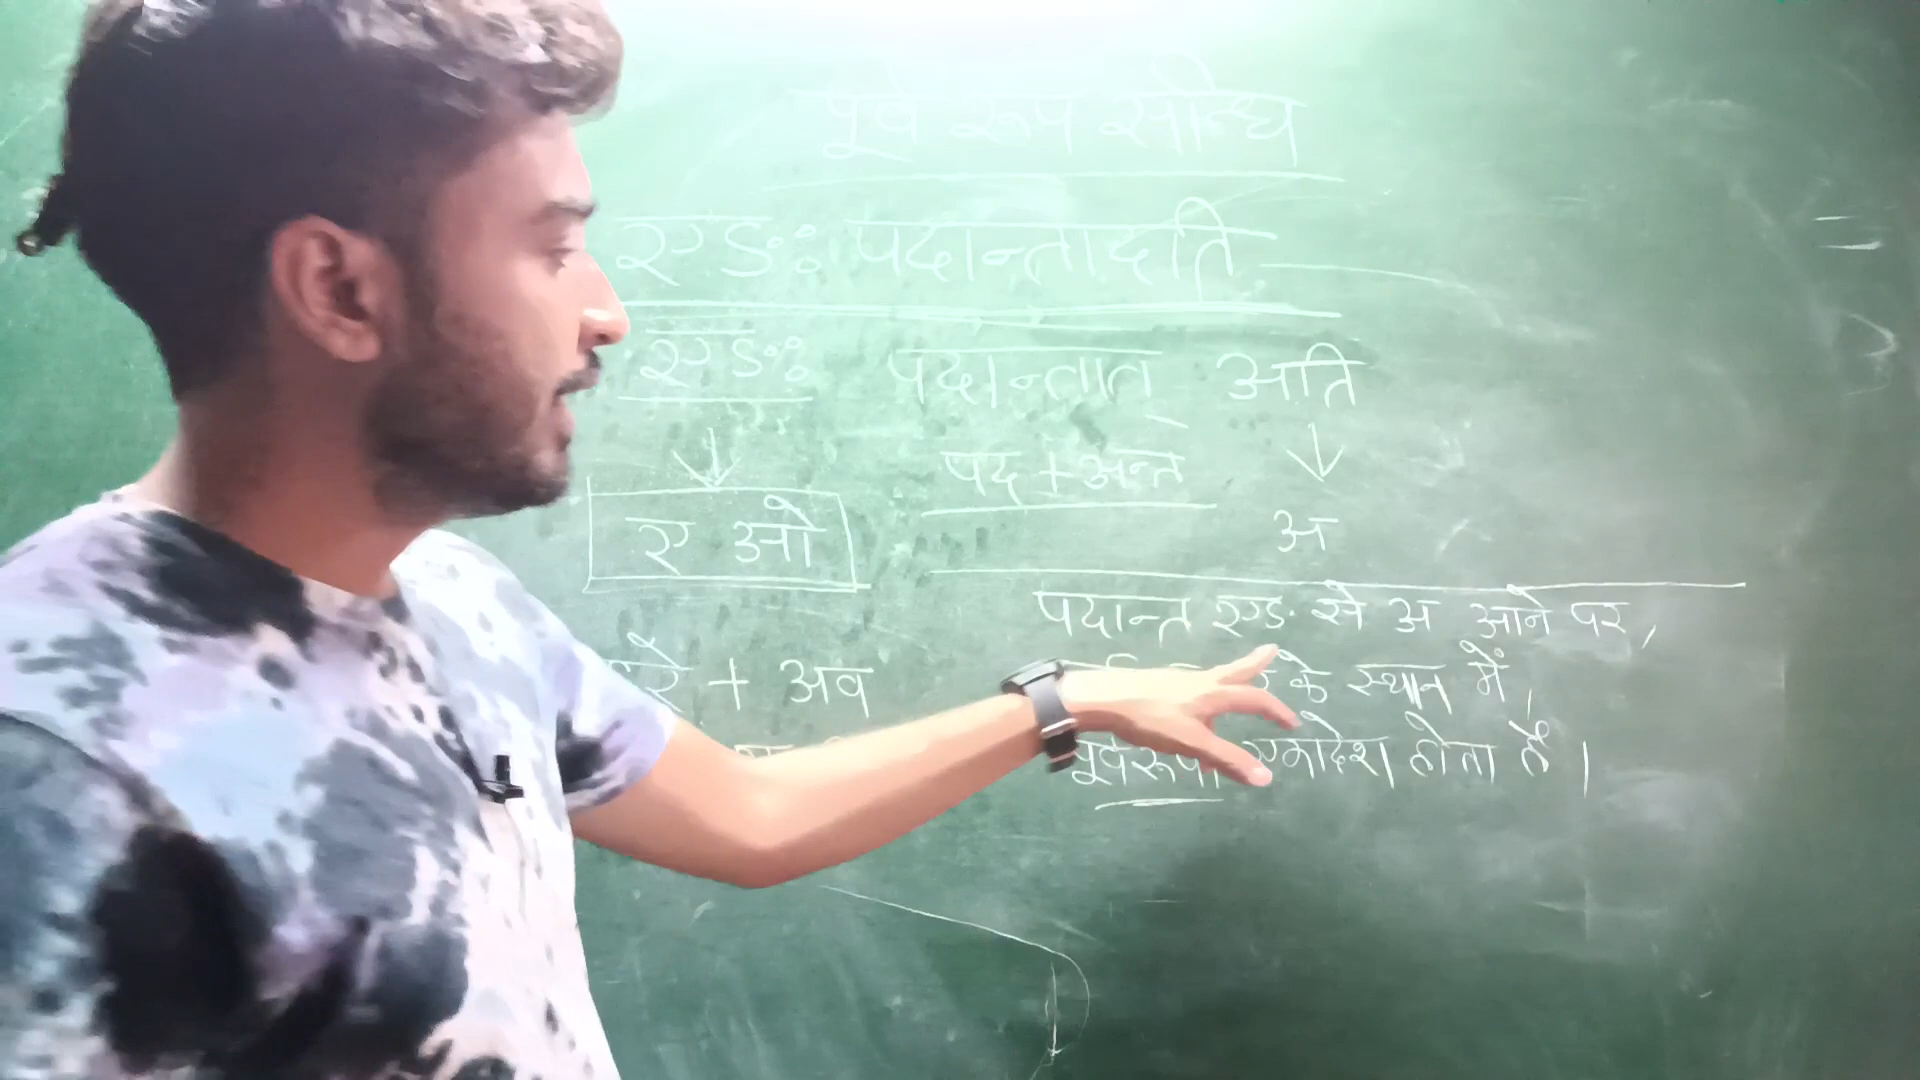 पूर्व रूप सन्धि
एङः पदान्तादति
एङः पदान्तात् अति
पद + अन्त
ए ओ
अ
पदान्त एङ से अ आने पर,
के स्थान में,
रे + अव
पूर्वरूप एकादेश होता है।